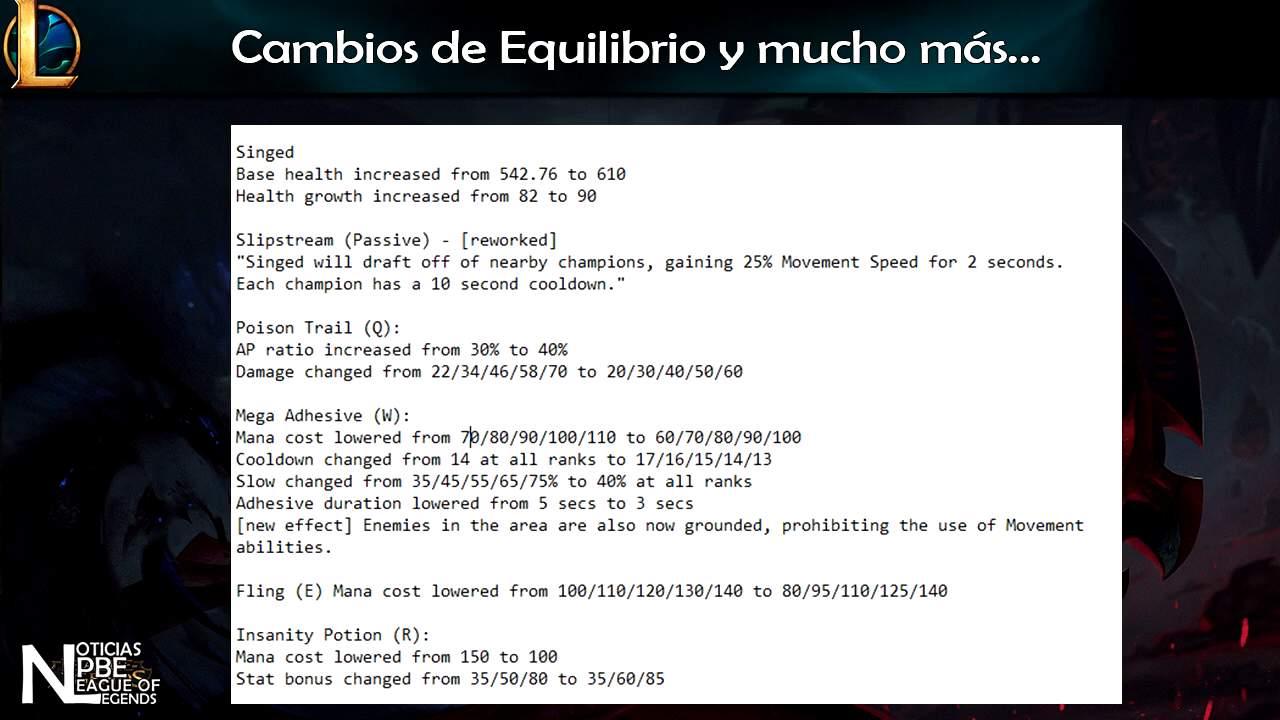 Cambios de Equilibrio y mucho más...
Singed
Base health increased from 542.76 to 610
Health growth increased from 82 to 90
Slipstream (Passive) - [reworked]
"Singed will draft off of nearby champions, gaining 25% Movement Speed for 2 seconds.
Each champion has a 10 second cooldown."
Poison Trail (Q):
AP ratio increased from 30% to 40%
Damage changed from 22/34/46/58/70 to 20/30/40/50/60
Mega Adhesive (W):
Mana cost lowered from 70/80/90/100/110 to 60/70/80/90/100
Cooldown changed from 14 at all ranks to 17/16/15/14/13
Slow changed from 35/45/55/65/75% to 40% at all ranks
Adhesive duration lowered from 5 secs to 3 secs
[new effect] Enemies in the area are also now grounded, prohibiting the use of Movement
abilities.
Fling (E) Mana cost lowered from 100/110/120/130/140 to 80/95/110/125/140
Insanity Potion (R):
Mana cost lowered from 150 to 100
Stat bonus changed from 35/50/80 to 35/60/85
NOTICIAS
PBE
LEAGUE OF
LEGENDS